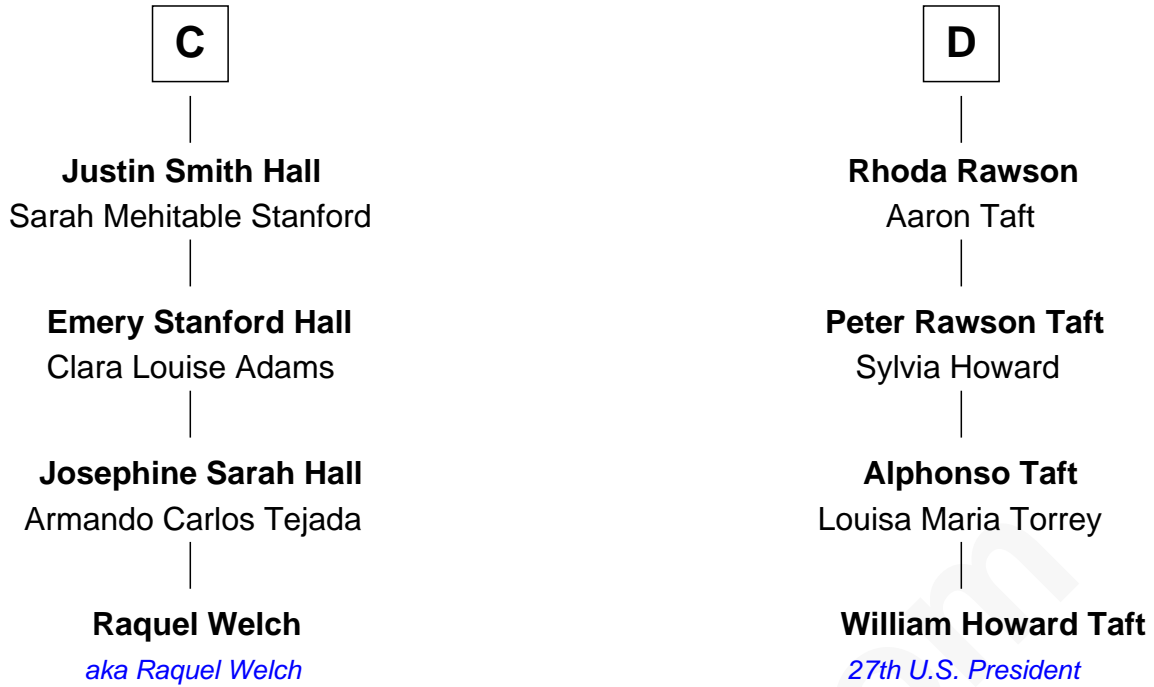 C
Justin Smith Hall
Sarah Mehitable Stanford
Emery Stanford Hall
Clara Louise Adams
Josephine Sarah Hall
Armando Carlos Tejada
Raquel Welch
aka Raquel Welch
D
Rhoda Rawson
Aaron Taft
Peter Rawson Taft
Sylvia Howard
Alphonso Taft
Louisa Maria Torrey
William Howard Taft
27th U.S. President